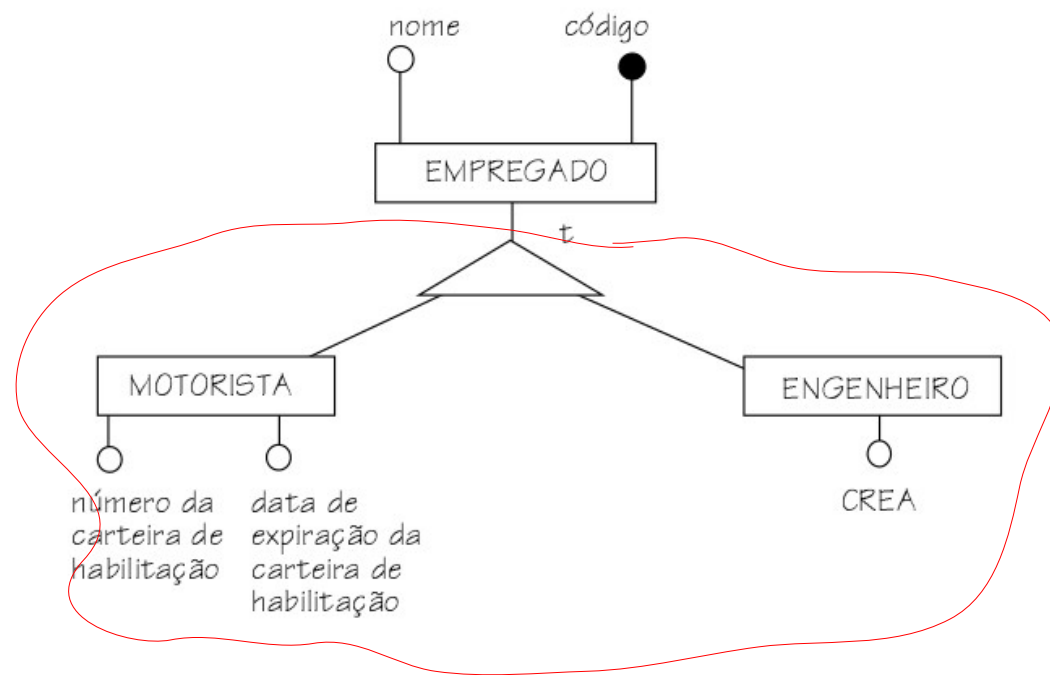 nome
código
EMPREGADO
t
MOTORISTA
ENGENHEIRO
número da
carteira de
habilitação
data de
expiração da
carteira de
habilitação
CREA